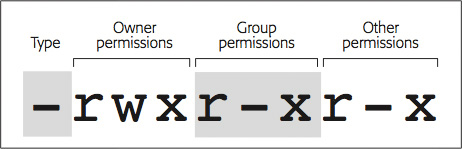 Type
Owner permissions
Group permissions
Other permissions
-rwxr-xr-x